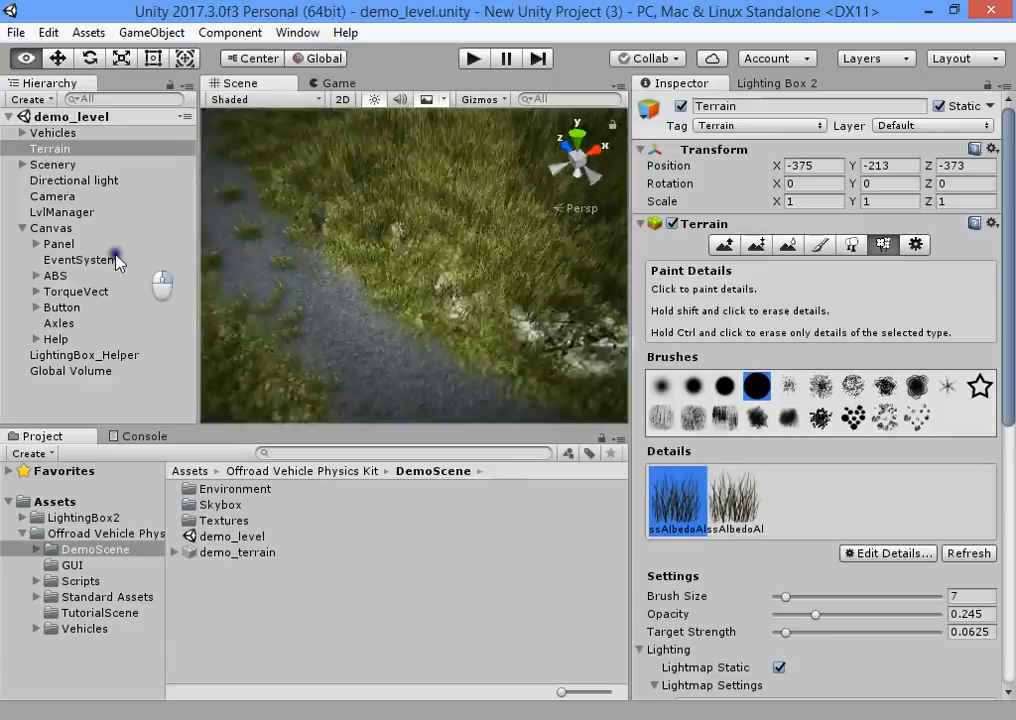 Unity 2017.3.0f3 Personal (64bit) - demo_level.unity - New Unity Project (3) - PC, Mac & Linux Standalone <DX11>
File Edit Assets GameObject Component Window Help
Center Global Collab Account Layers Layout
Hierarchy
Create All
demo_level
Vehicles
Terrain
Scenery
Directional light
Camera
LvlManager
Canvas
Panel
EventSystem
ABS
TorqueVect
Button
Axles
Help
LightingBox_Helper
Global Volume
Scene Game
Shaded 2D Gizmos All
y
z x
Persp
Inspector Lighting Box 2
Terrain Static
Tag Terrain Layer Default
Transform
Position X -375 Y -213 Z -373
Rotation X 0 Y 0 Z 0
Scale X 1 Y 1 Z 1
Terrain
Paint Details
Click to paint details.
Hold shift and click to erase details.
Hold Ctrl and click to erase only details of the selected type.
Brushes
Details
ssAlbedoAl ssAlbedoAl
Edit Details... Refresh
Settings
Brush Size 7
Opacity 0.245
Target Strength 0.0625
Lighting
Lightmap Static
Lightmap Settings
Project Console
Create
Favorites
Assets
LightingBox2
Offroad Vehicle Phys
DemoScene
GUI
Scripts
Standard Assets
TutorialScene
Vehicles
Assets Offroad Vehicle Physics Kit DemoScene
Environment
Skybox
Textures
demo_level
demo_terrain